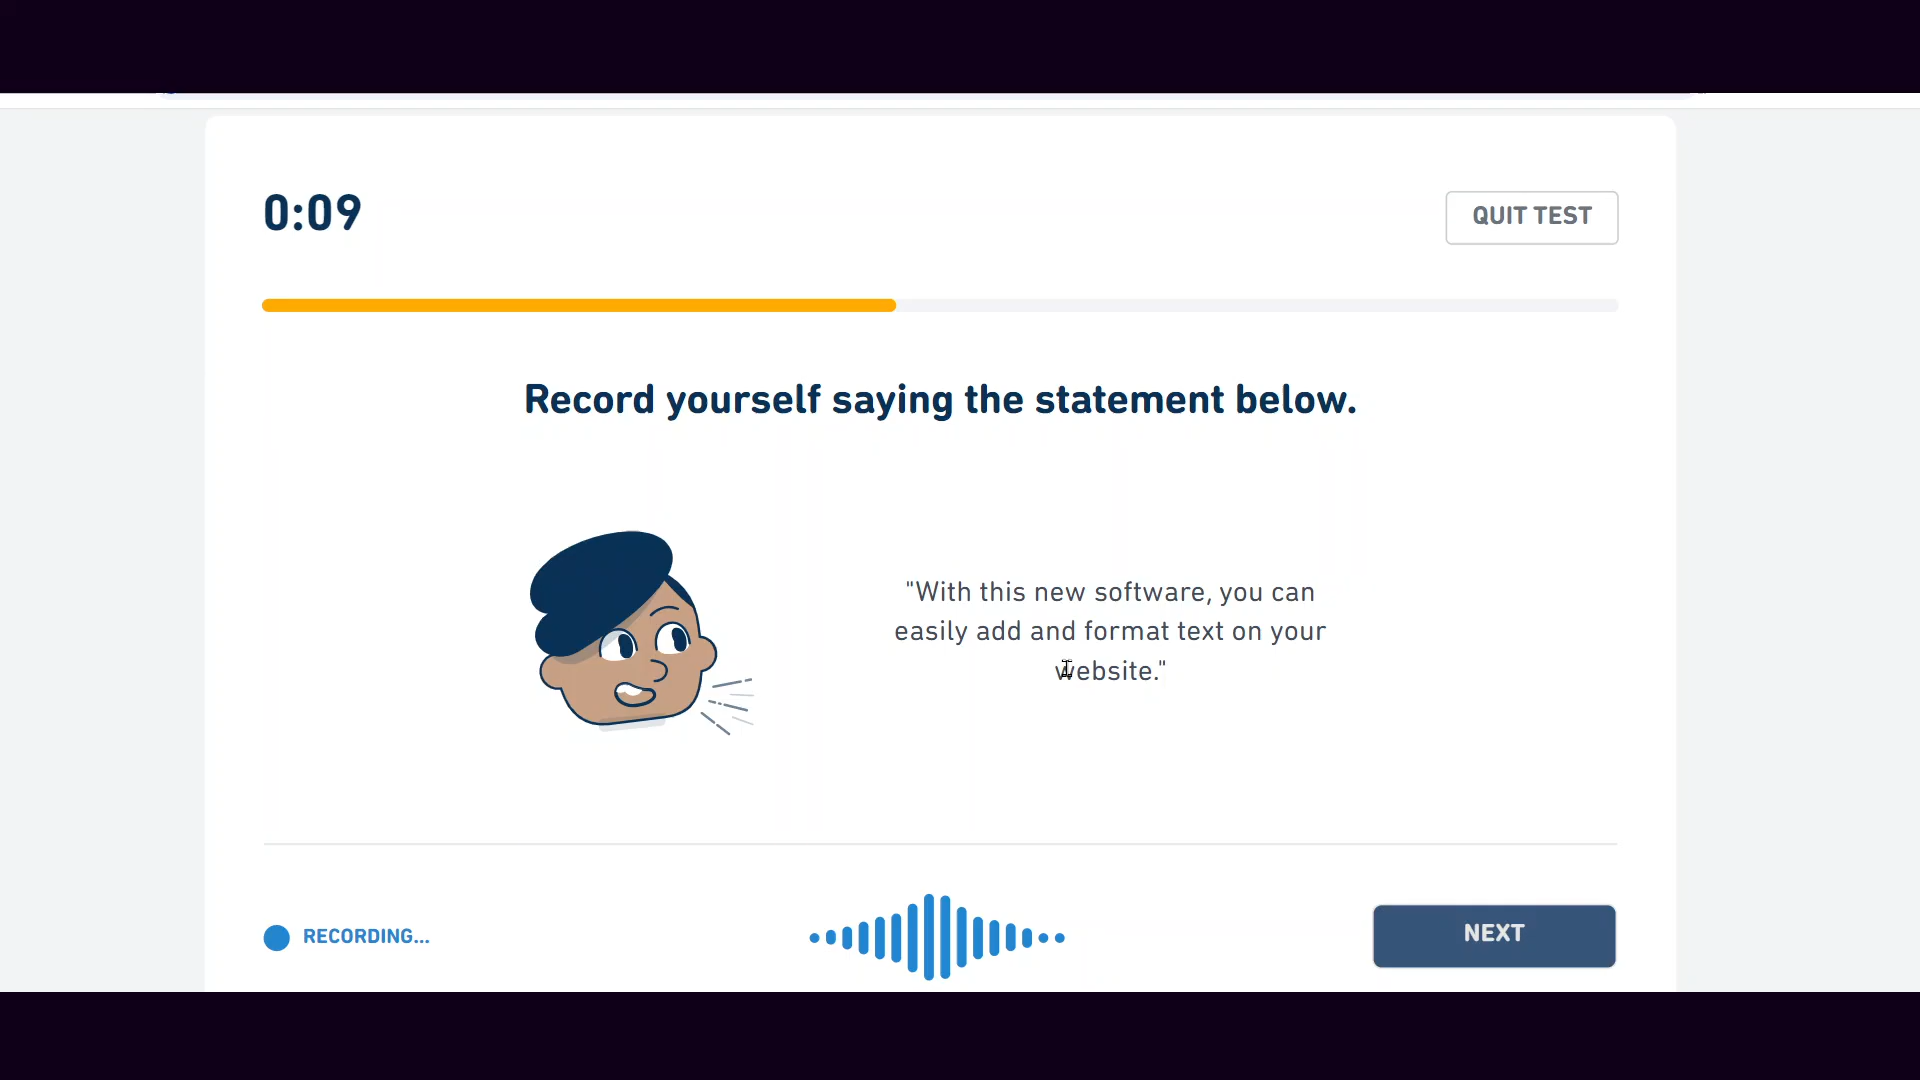 0:09
QUIT TEST
Record yourself saying the statement below.
"With this new software, you can
easily add and format text on your
website."
RECORDING...
NEXT